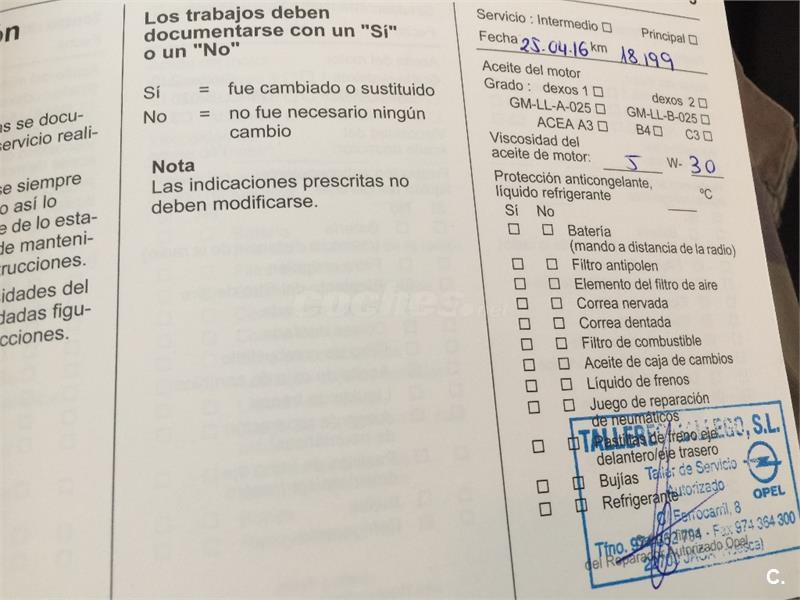 ón
as se docu-
servicio reali-
se siempre
o así lo
e de lo esta-
de manteni-
trucciones.
sidades del
dadas figu-
cciones.
Los trabajos deben
documentarse con un "Sí"
o un "No"
Sí = fue cambiado o sustituido
No = no fue necesario ningún
cambio
Nota
Las indicaciones prescritas no
deben modificarse.
Servicio : Intermedio Principal
Fecha 25.04.16 km 18.199
Aceite del motor
Grado : dexos 1 dexos 2
GM-LL-A-025 GM-LL-B-025
ACEA A3 B4 C3
Viscosidad del
aceite de motor: 5 W- 30
Protección anticongelante,
líquido refrigerante °C
Sí No
Batería
(mando a distancia de la radio)
Filtro antipolen
Elemento del filtro de aire
Correa nervada
Correa dentada
Filtro de combustible
Aceite de caja de cambios
Líquido de frenos
Juego de reparación
de neumáticos
Pastillas de freno eje
delantero/eje trasero
Bujías
Refrigerante
del Reparador Autorizado Opel
S.L.
Taller de Servicio
Autorizado
OPEL
C/ Ferrocarril, 8
Tfno. Fax 974 364 300
coches.net
C.